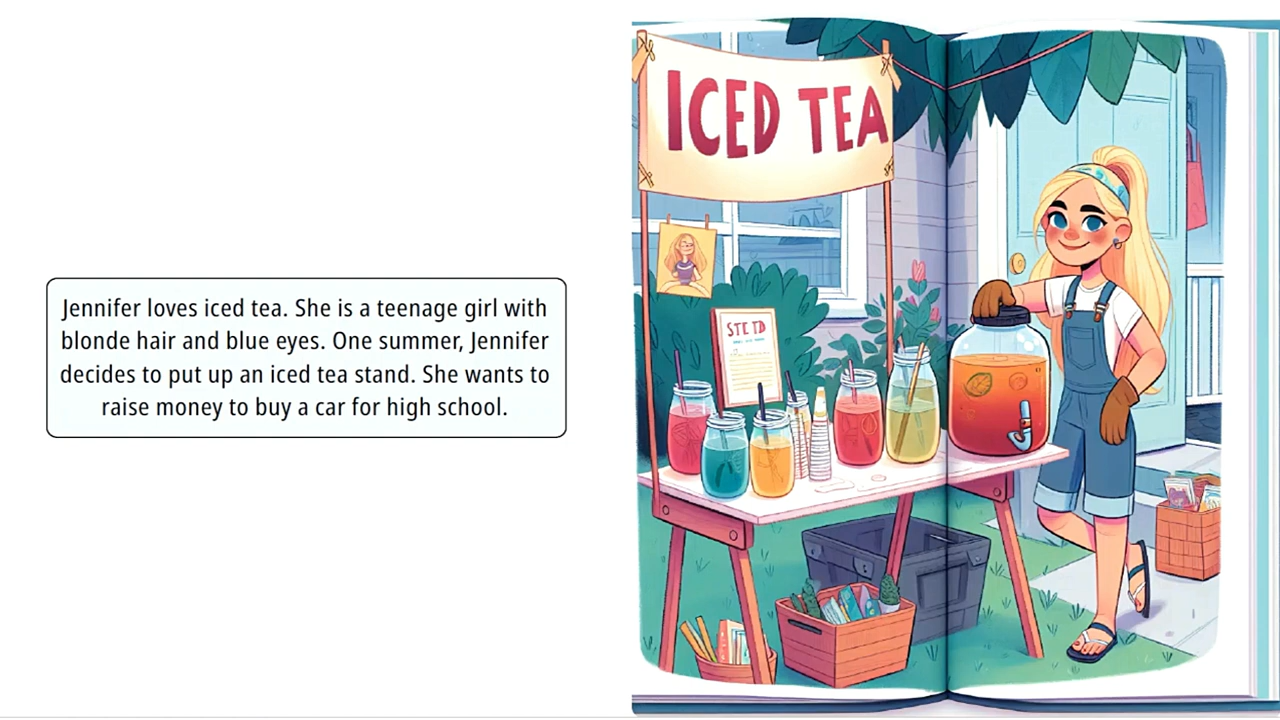 Jennifer loves iced tea. She is a teenage girl with
blonde hair and blue eyes. One summer, Jennifer
decides to put up an iced tea stand. She wants to
raise money to buy a car for high school.
ICED TEA